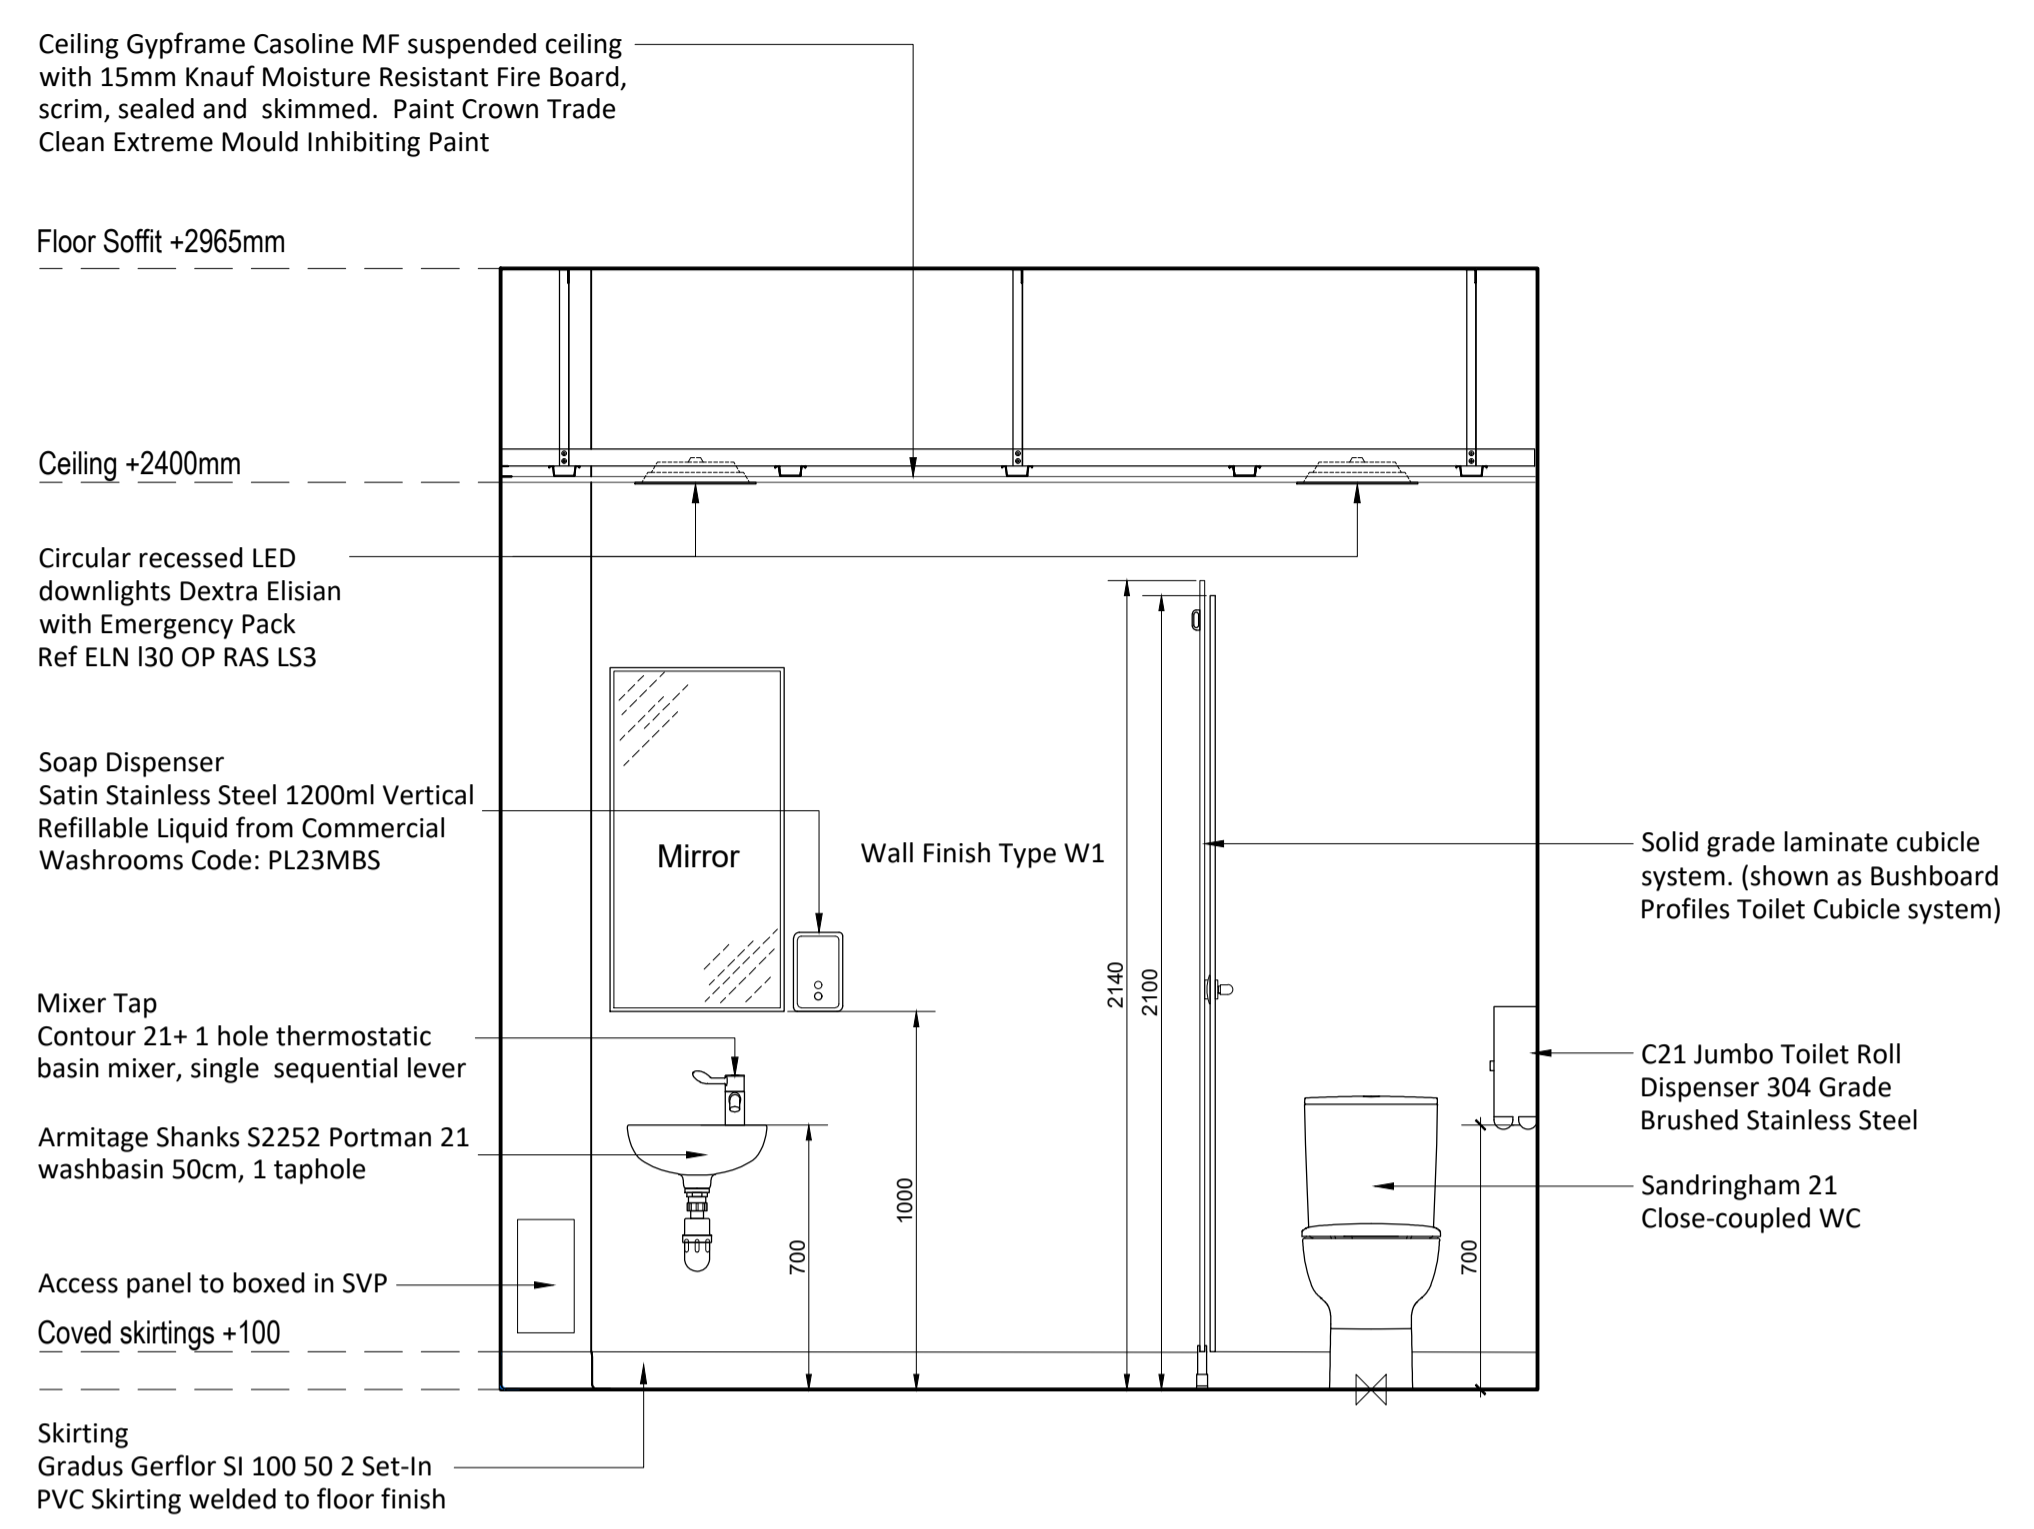 Ceiling Gypframe Casoline MF suspended ceiling
with 15mm Knauf Moisture Resistant Fire Board,
scrim, sealed and  skimmed.  Paint Crown Trade
Clean Extreme Mould Inhibiting Paint
Floor Soffit +2965mm
Ceiling +2400mm
Circular recessed LED
downlights Dextra Elisian
with Emergency Pack
Ref ELN l30 OP RAS LS3
Soap Dispenser
Satin Stainless Steel 1200ml Vertical
Refillable Liquid from Commercial
Washrooms Code: PL23MBS
Mixer Tap
Contour 21+ 1 hole thermostatic
basin mixer, single  sequential lever
Armitage Shanks S2252 Portman 21
washbasin 50cm, 1 taphole
Access panel to boxed in SVP
Coved skirtings +100
Skirting
Gradus Gerflor SI 100 50 2 Set-In
PVC Skirting welded to floor finish
Mirror
Wall Finish Type W1
700
1000
2140
2100
700
Solid grade laminate cubicle
system. (shown as Bushboard
Profiles Toilet Cubicle system)
C21 Jumbo Toilet Roll
Dispenser 304 Grade
Brushed Stainless Steel
Sandringham 21
Close-coupled WC